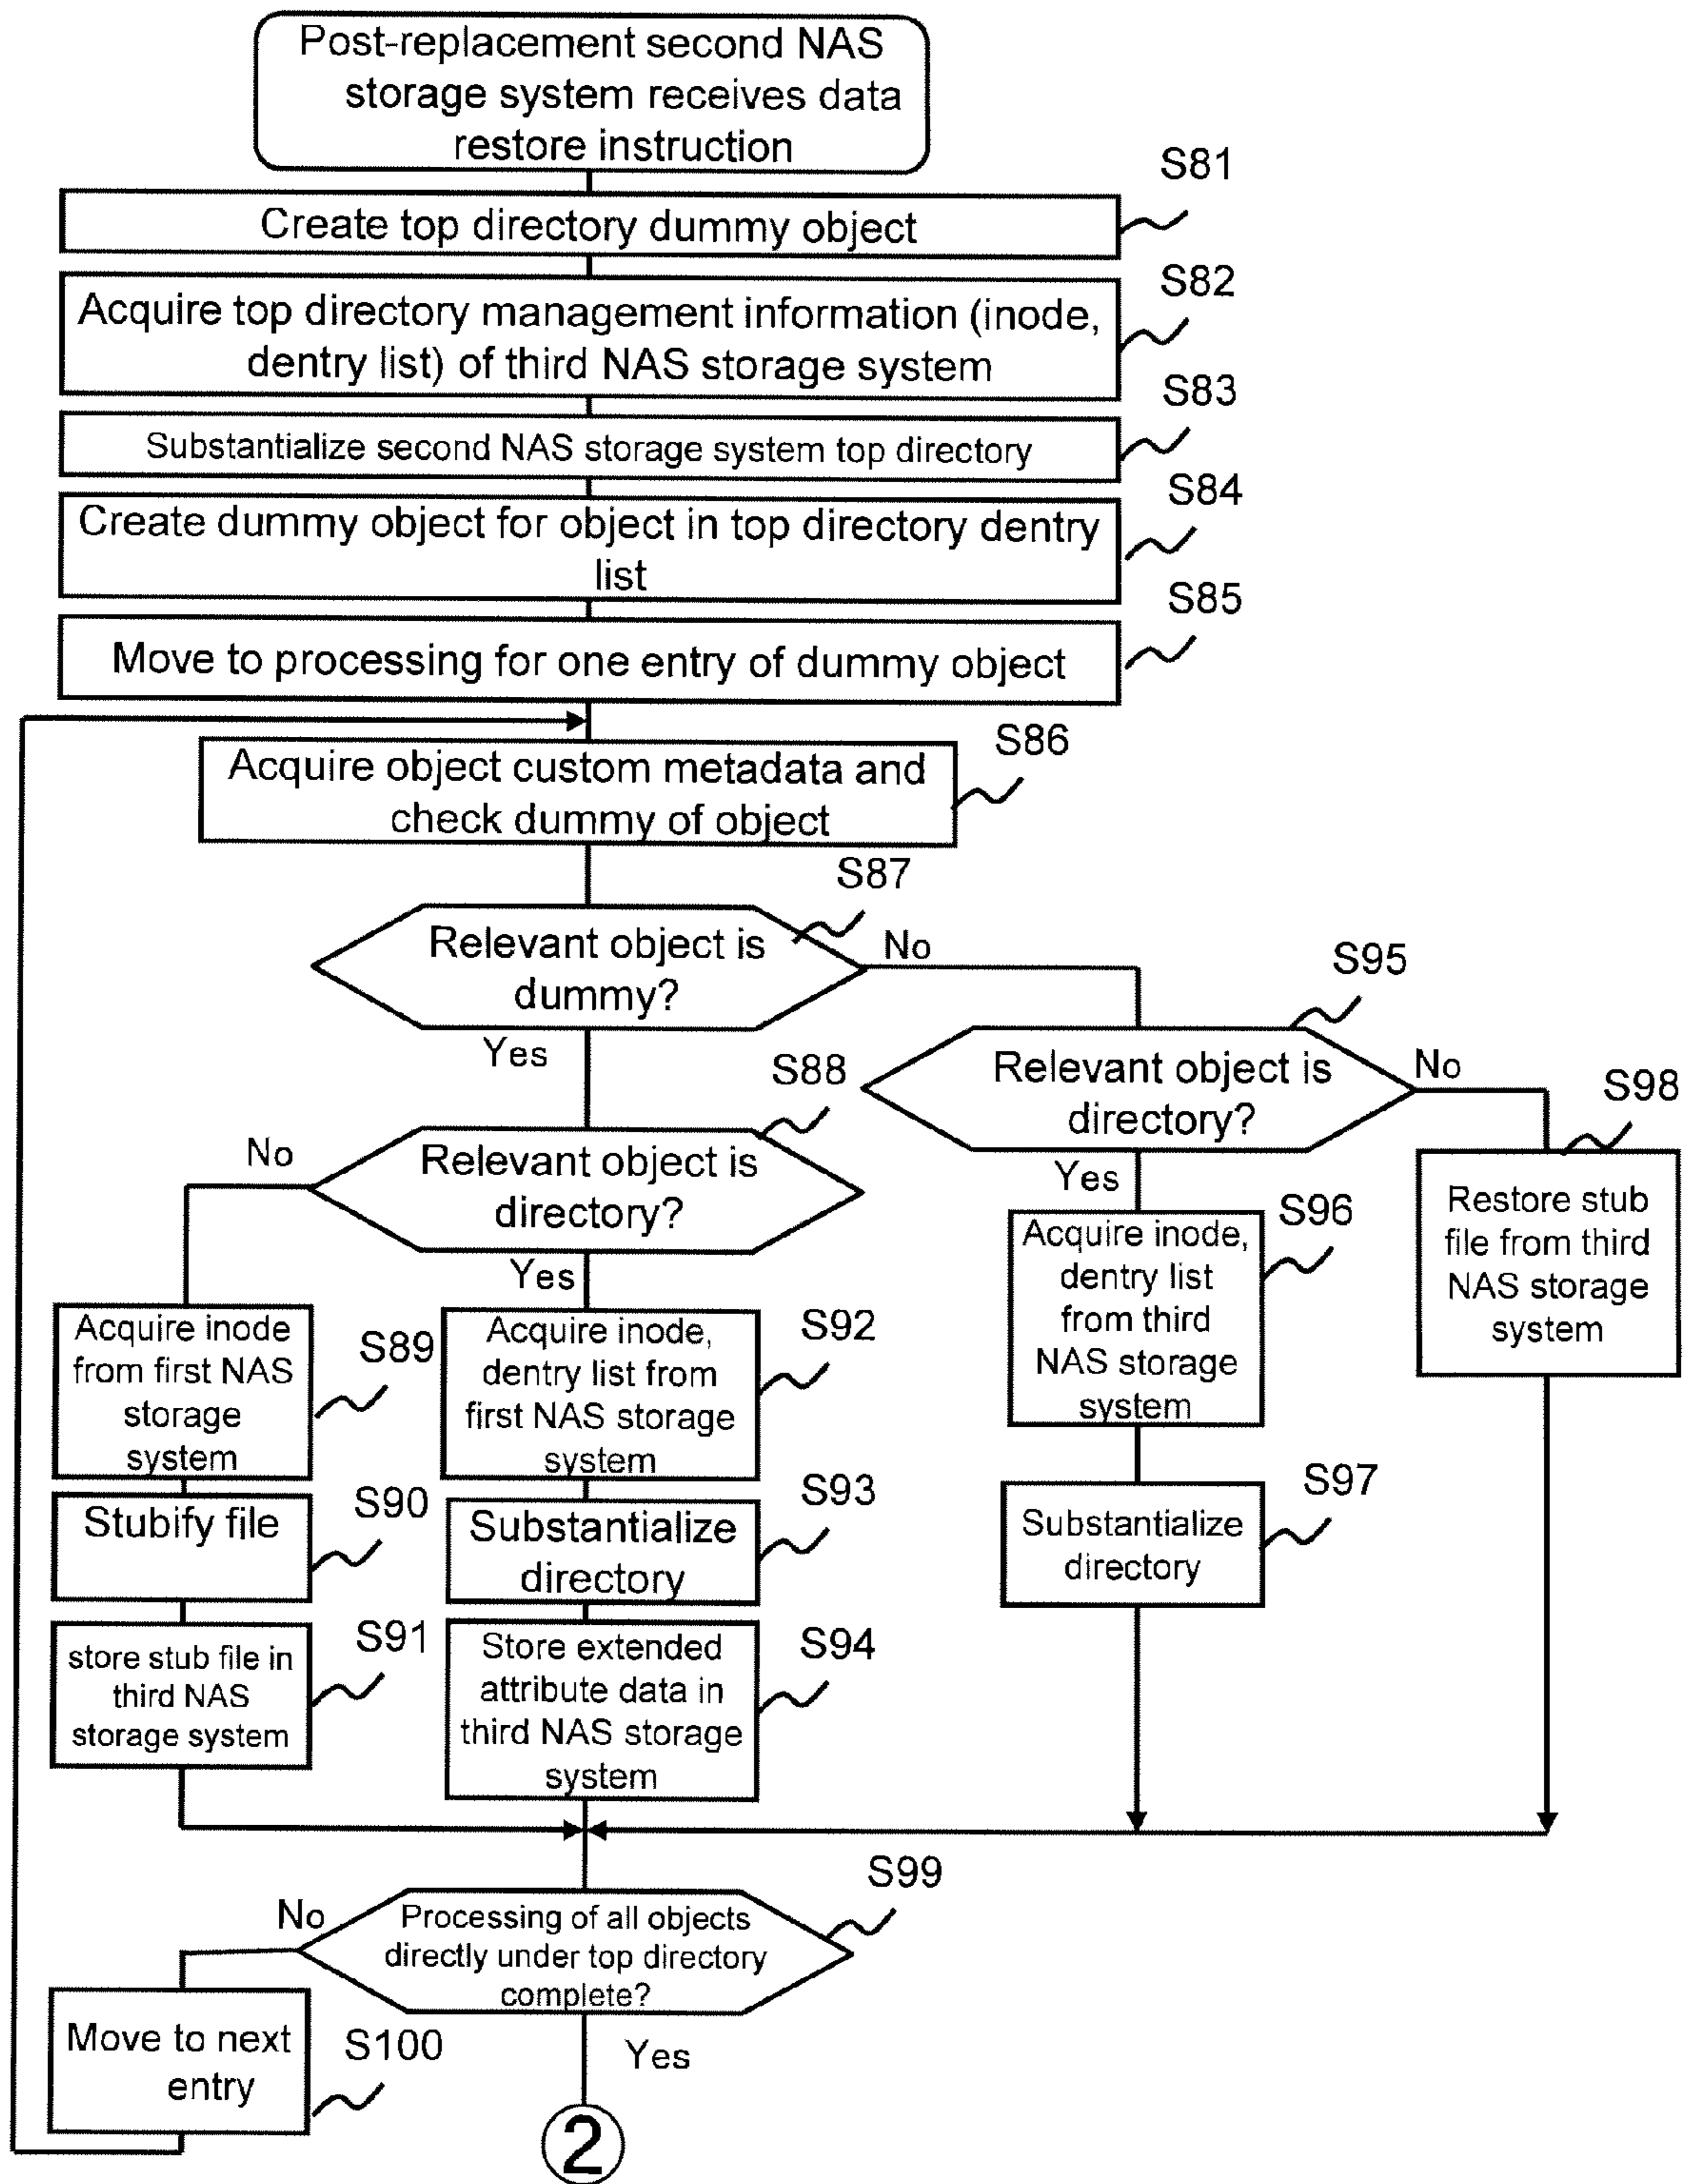 Post-replacement second NAS
storage system receives data
restore instruction
S81
Create top directory dummy object
S82
Acquire top directory management information (inode,
dentry list) of third NAS storage system
S83
Substantialize second NAS storage system top directory
S84
Create dummy object for object in top directory dentry
list
S85
Move to processing for one entry of dummy object
S86
Acquire object custom metadata and
check dummy of object
S87
Relevant object is
dummy?
No
Yes
S95
Relevant object is
directory?
No
Yes
S88
Relevant object is
directory?
No
Yes
S98
Restore stub
file from third
NAS storage
system
S96
Acquire inode,
dentry list
from third
NAS storage
system
S89
Acquire inode
from first NAS
storage
system
S92
Acquire inode,
dentry list from
first NAS storage
system
S90
Stubify file
S93
Substantialize
directory
S97
Substantialize
directory
S91
store stub file in
third NAS
storage system
S94
Store extended
attribute data in
third NAS storage
system
S99
Processing of all objects
directly under top directory
complete?
No
Yes
S100
Move to next
entry
2